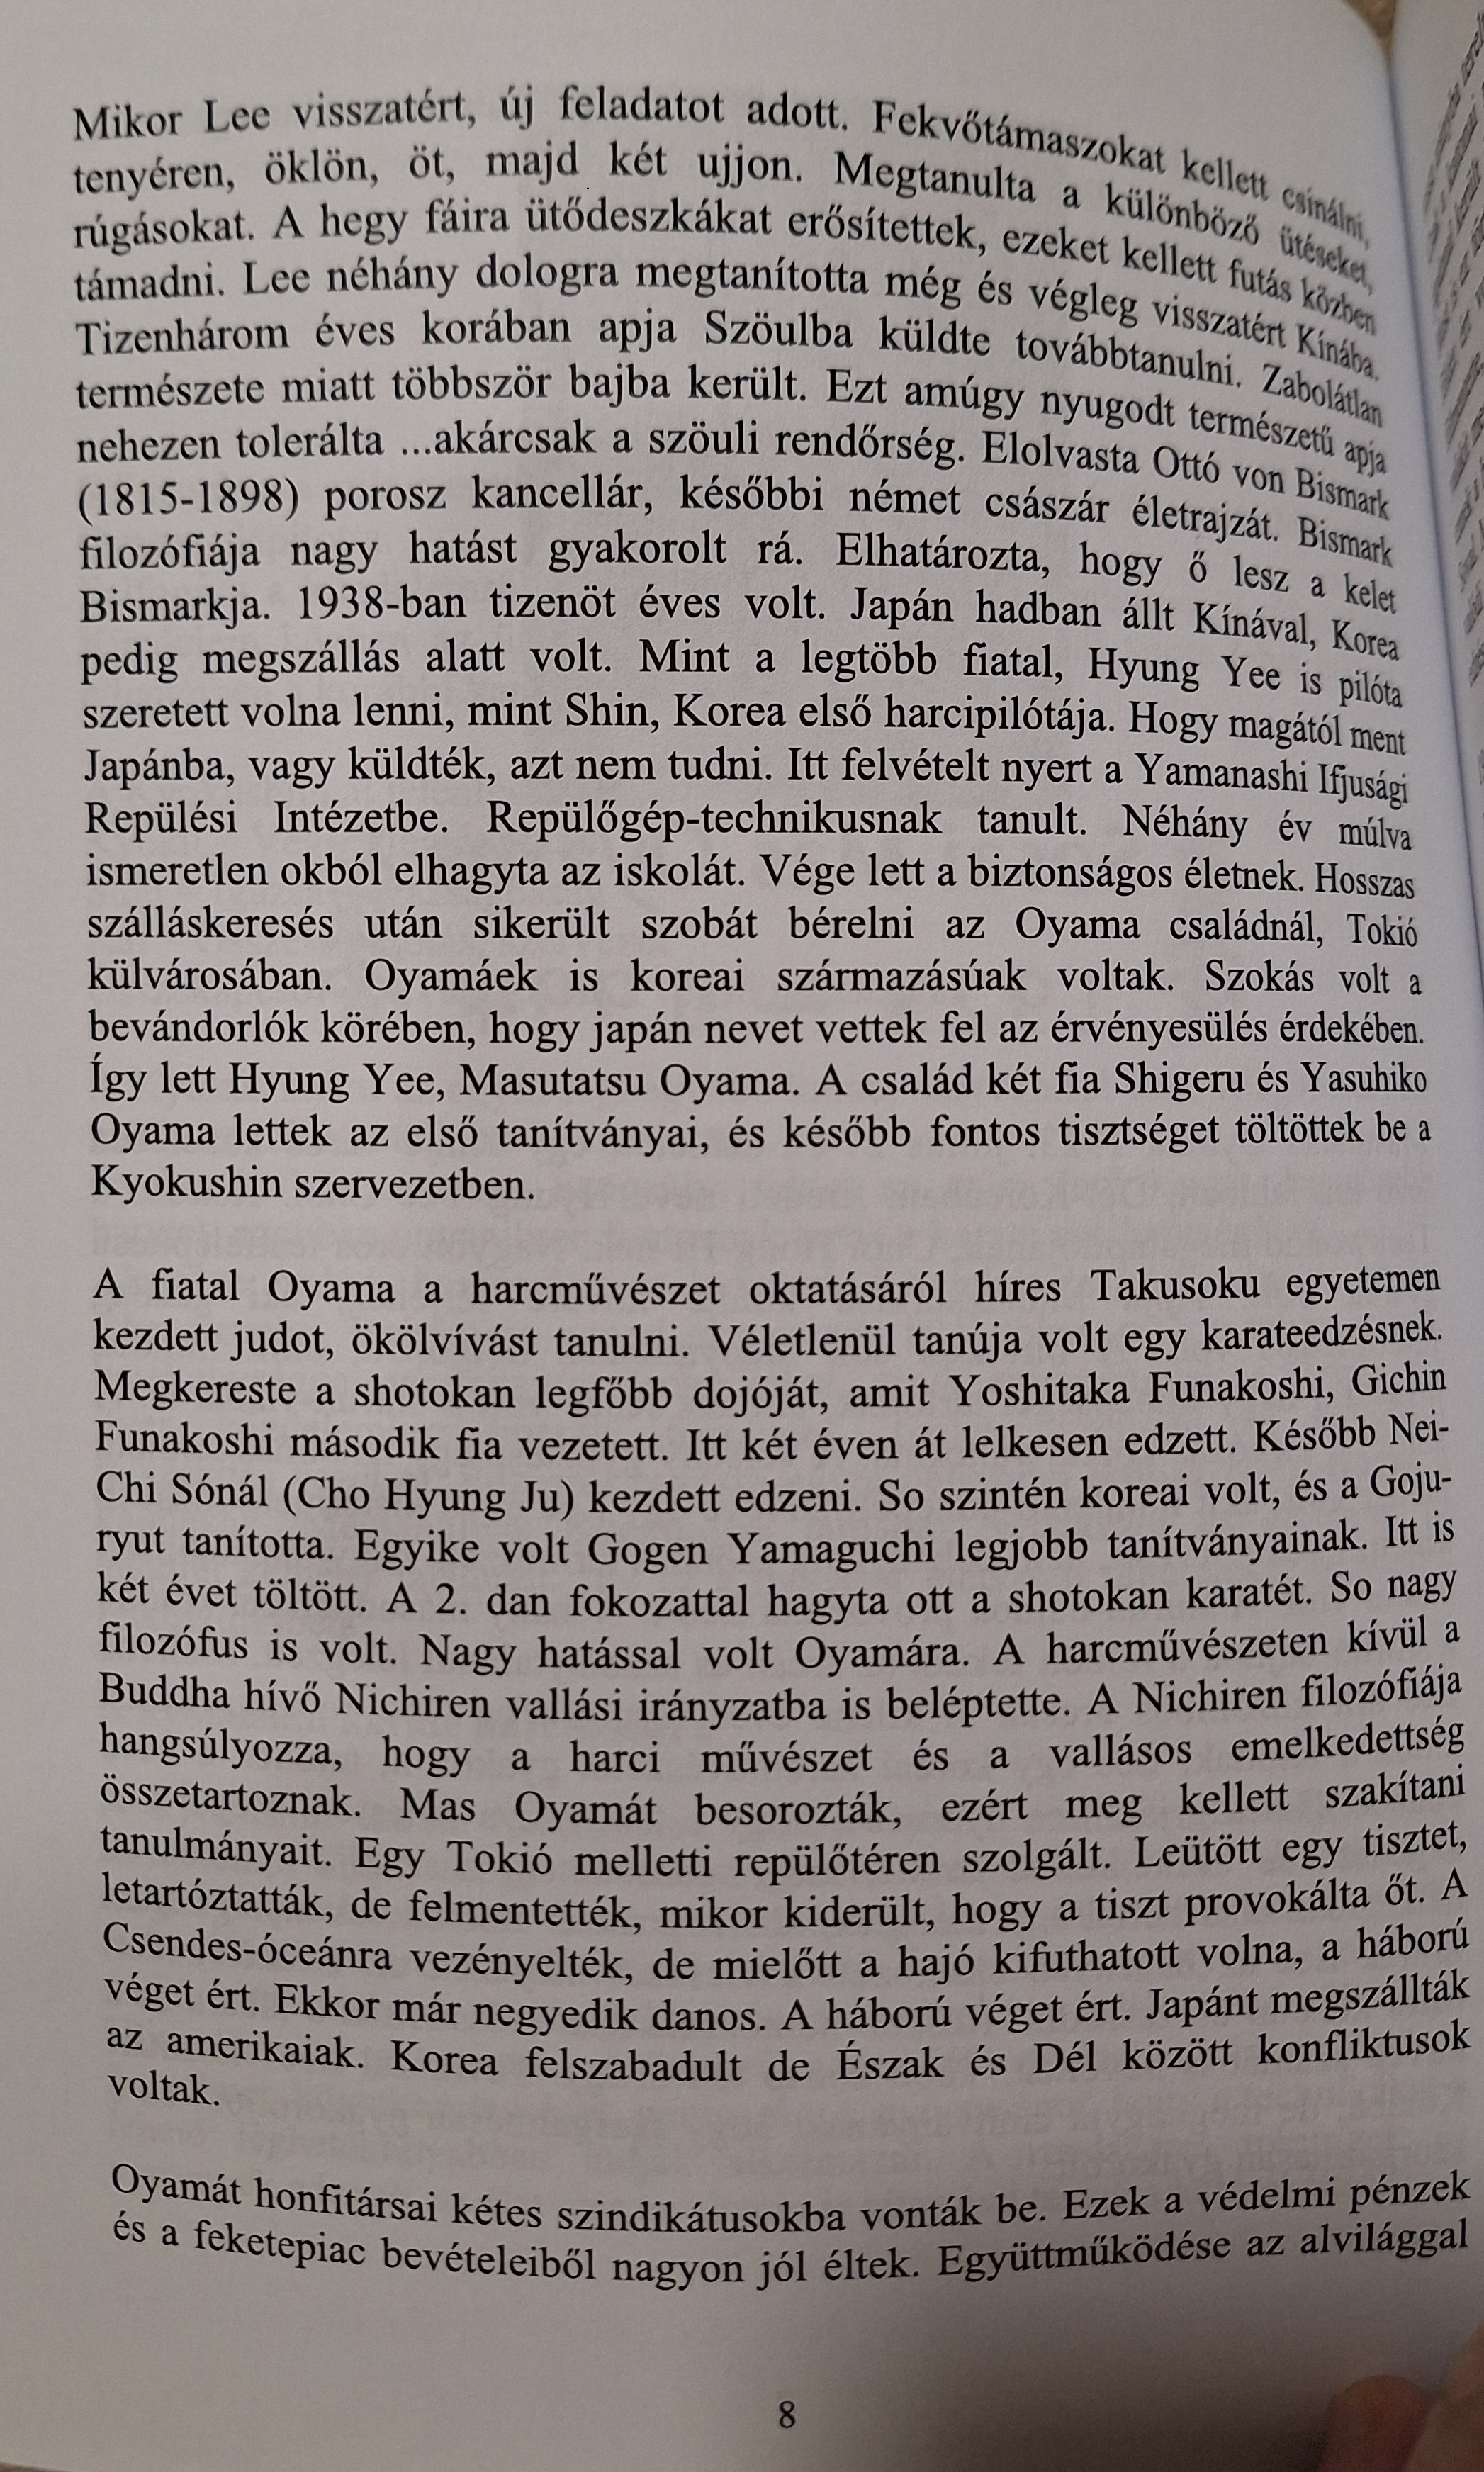 Mikor Lee visszatért, új feladatot adott. Fekvőtámaszokat kellett csinálni,
tenyéren, öklön, öt, majd két ujjon. Megtanulta a különböző ütéseket,
rúgásokat. A hegy fáira ütődeszkákat erősítettek, ezeket kellett futás közben
támadni. Lee néhány dologra megtanította még és végleg visszatért Kínába.
Tizenhárom éves korában apja Szöulba küldte továbbtanulni. Zabolátlan
természete miatt többször bajba került. Ezt amúgy nyugodt természetű apja
nehezen tolerálta ...akárcsak a szöuli rendőrség. Elolvasta Ottó von Bismark
(1815-1898) porosz kancellár, későbbi német császár életrajzát. Bismark
filozófiája nagy hatást gyakorolt rá. Elhatározta, hogy ő lesz a kelet
Bismarkja. 1938-ban tizenöt éves volt. Japán hadban állt Kínával, Korea
pedig megszállás alatt volt. Mint a legtöbb fiatal, Hyung Yee is pilóta
szeretett volna lenni, mint Shin, Korea első harcipilótája. Hogy magától ment
Japánba, vagy küldték, azt nem tudni. Itt felvételt nyert a Yamanashi Ifjusági
Repülési Intézetbe. Repülőgép-technikusnak tanult. Néhány év múlva
ismeretlen okból elhagyta az iskolát. Vége lett a biztonságos életnek. Hosszas
szálláskeresés után sikerült szobát bérelni az Oyama családnál, Tokió
külvárosában. Oyamáek is koreai származásúak voltak. Szokás volt a
bevándorlók körében, hogy japán nevet vettek fel az érvényesülés érdekében.
Így lett Hyung Yee, Masutatsu Oyama. A család két fia Shigeru és Yasuhiko
Oyama lettek az első tanítványai, és később fontos tisztséget töltöttek be a
Kyokushin szervezetben.
A fiatal Oyama a harcművészet oktatásáról híres Takusoku egyetemen
kezdett judot, ökölvívást tanulni. Véletlenül tanúja volt egy karateedzésnek.
Megkereste a shotokan legfőbb dojóját, amit Yoshitaka Funakoshi, Gichin
Funakoshi második fia vezetett. Itt két éven át lelkesen edzett. Később Nei-
Chi Sónál (Cho Hyung Ju) kezdett edzeni. So szintén koreai volt, és a Goju-
ryut tanította. Egyike volt Gogen Yamaguchi legjobb tanítványainak. Itt is
két évet töltött. A 2. dan fokozattal hagyta ott a shotokan karatét. So nagy
filozófus is volt. Nagy hatással volt Oyamára. A harcművészeten kívül a
Buddha hívő Nichiren vallási irányzatba is beléptette. A Nichiren filozófiája
hangsúlyozza, hogy a harci művészet és a vallásos emelkedettség
összetartoznak. Mas Oyamát besorozták, ezért meg kellett szakítani
tanulmányait. Egy Tokió melletti repülőtéren szolgált. Leütött egy tisztet,
letartóztatták, de felmentették, mikor kiderült, hogy a tiszt provokálta őt. A
Csendes-óceánra vezényelték, de mielőtt a hajó kifuthatott volna, a háború
véget ért. Ekkor már negyedik danos. A háború véget ért. Japánt megszállták
az amerikaiak. Korea felszabadult de Észak és Dél között konfliktusok
voltak.
Oyamát honfitársai kétes szindikátusokba vonták be. Ezek a védelmi pénzek
és a feketepiac bevételeiből nagyon jól éltek. Együttműködése az alvilággal
8